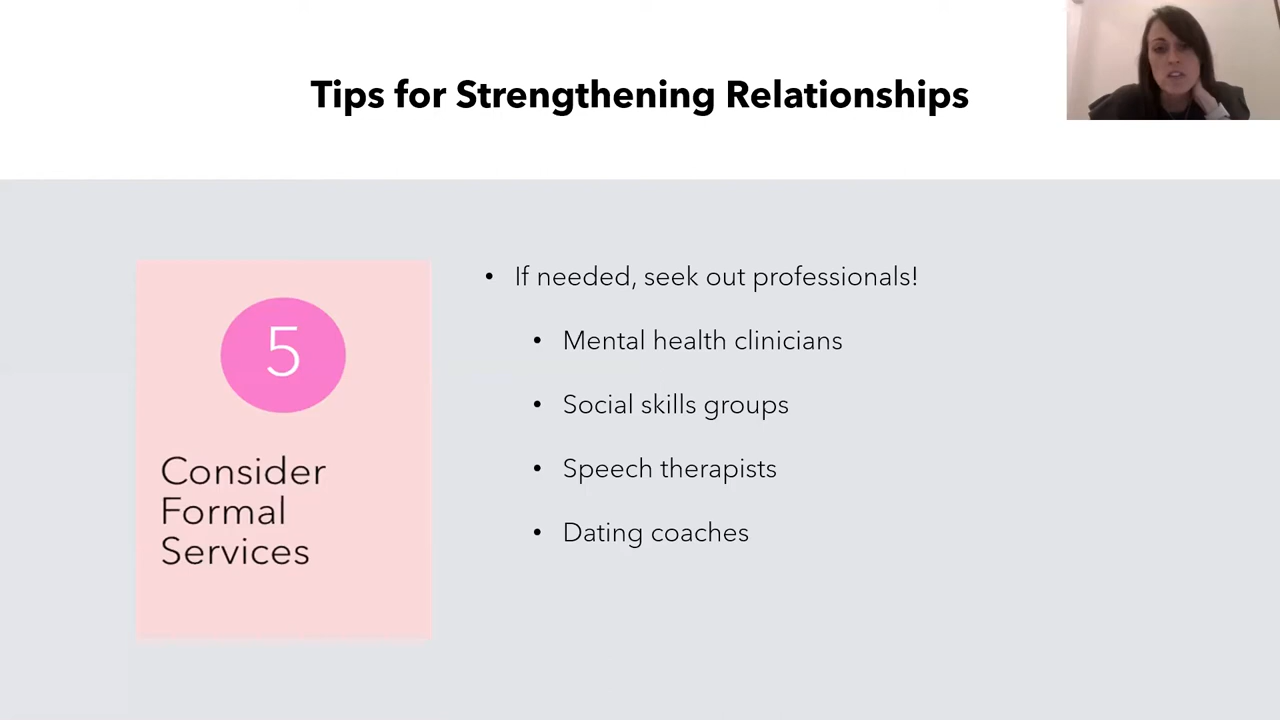 Tips for Strengthening Relationships
5
Consider
Formal
Services
• If needed, seek out professionals!
• Mental health clinicians
• Social skills groups
• Speech therapists
• Dating coaches